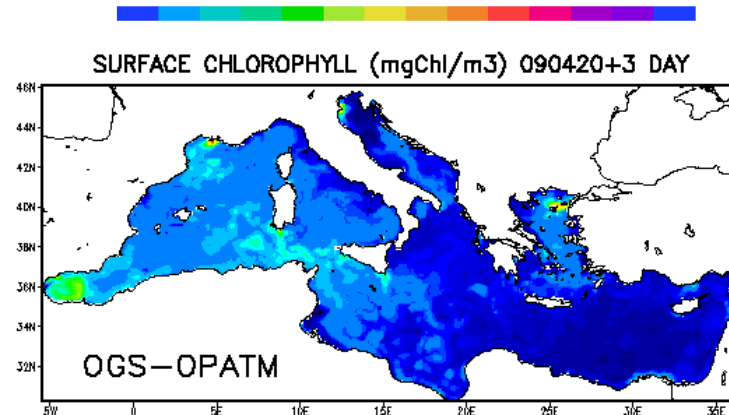 SURFACE CHLOROPHYLL (mgChl/m3) 090420+3 DAY
46N
44N
42N
40N
38N
36N
34N
32N
OGS-OPATM
5W 0 5E 10E 15E 20E 25E 30E 35E